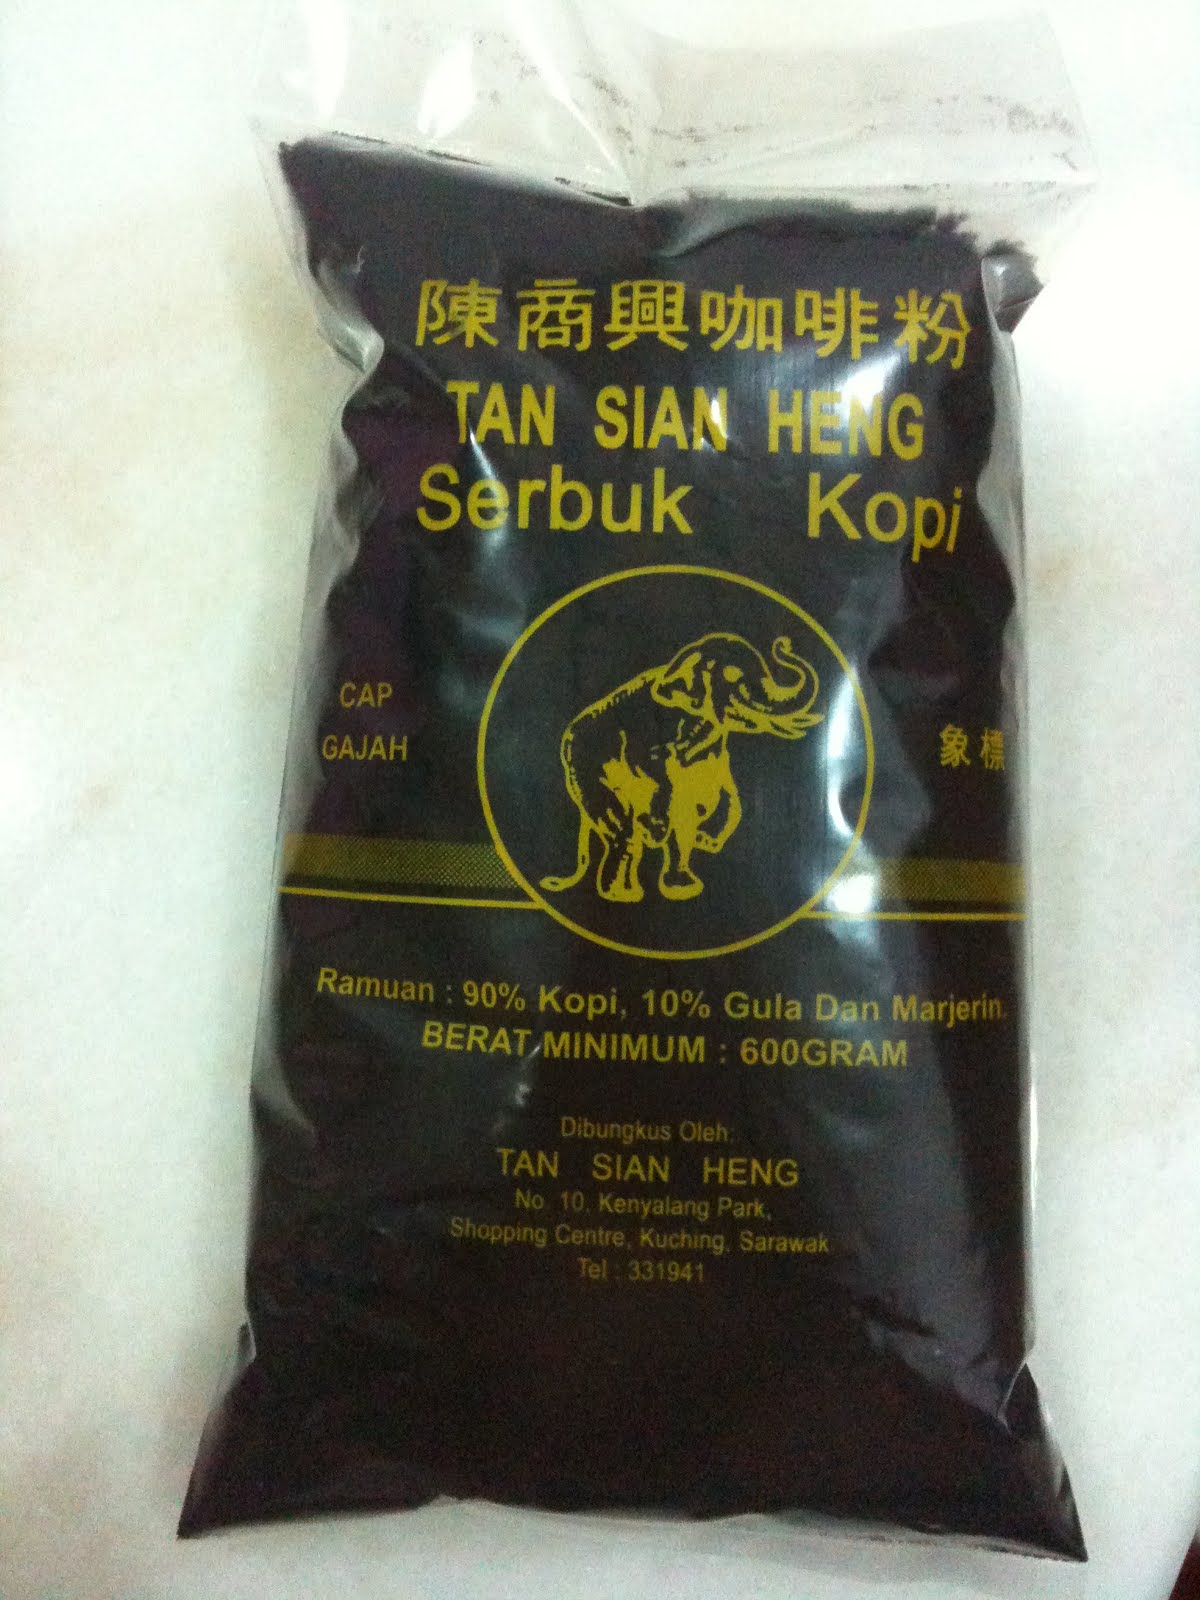 陳商興咖啡粉
TAN SIAN HENG
Serbuk Kopi
CAP
GAJAH
象標
Ramuan : 90% Kopi, 10% Gula Dan Marjerin.
BERAT MINIMUM : 600GRAM
Dibungkus Oleh:
TAN SIAN HENG
No. 10, Kenyalang Park,
Shopping Centre, Kuching, Sarawak
Tel : 331941